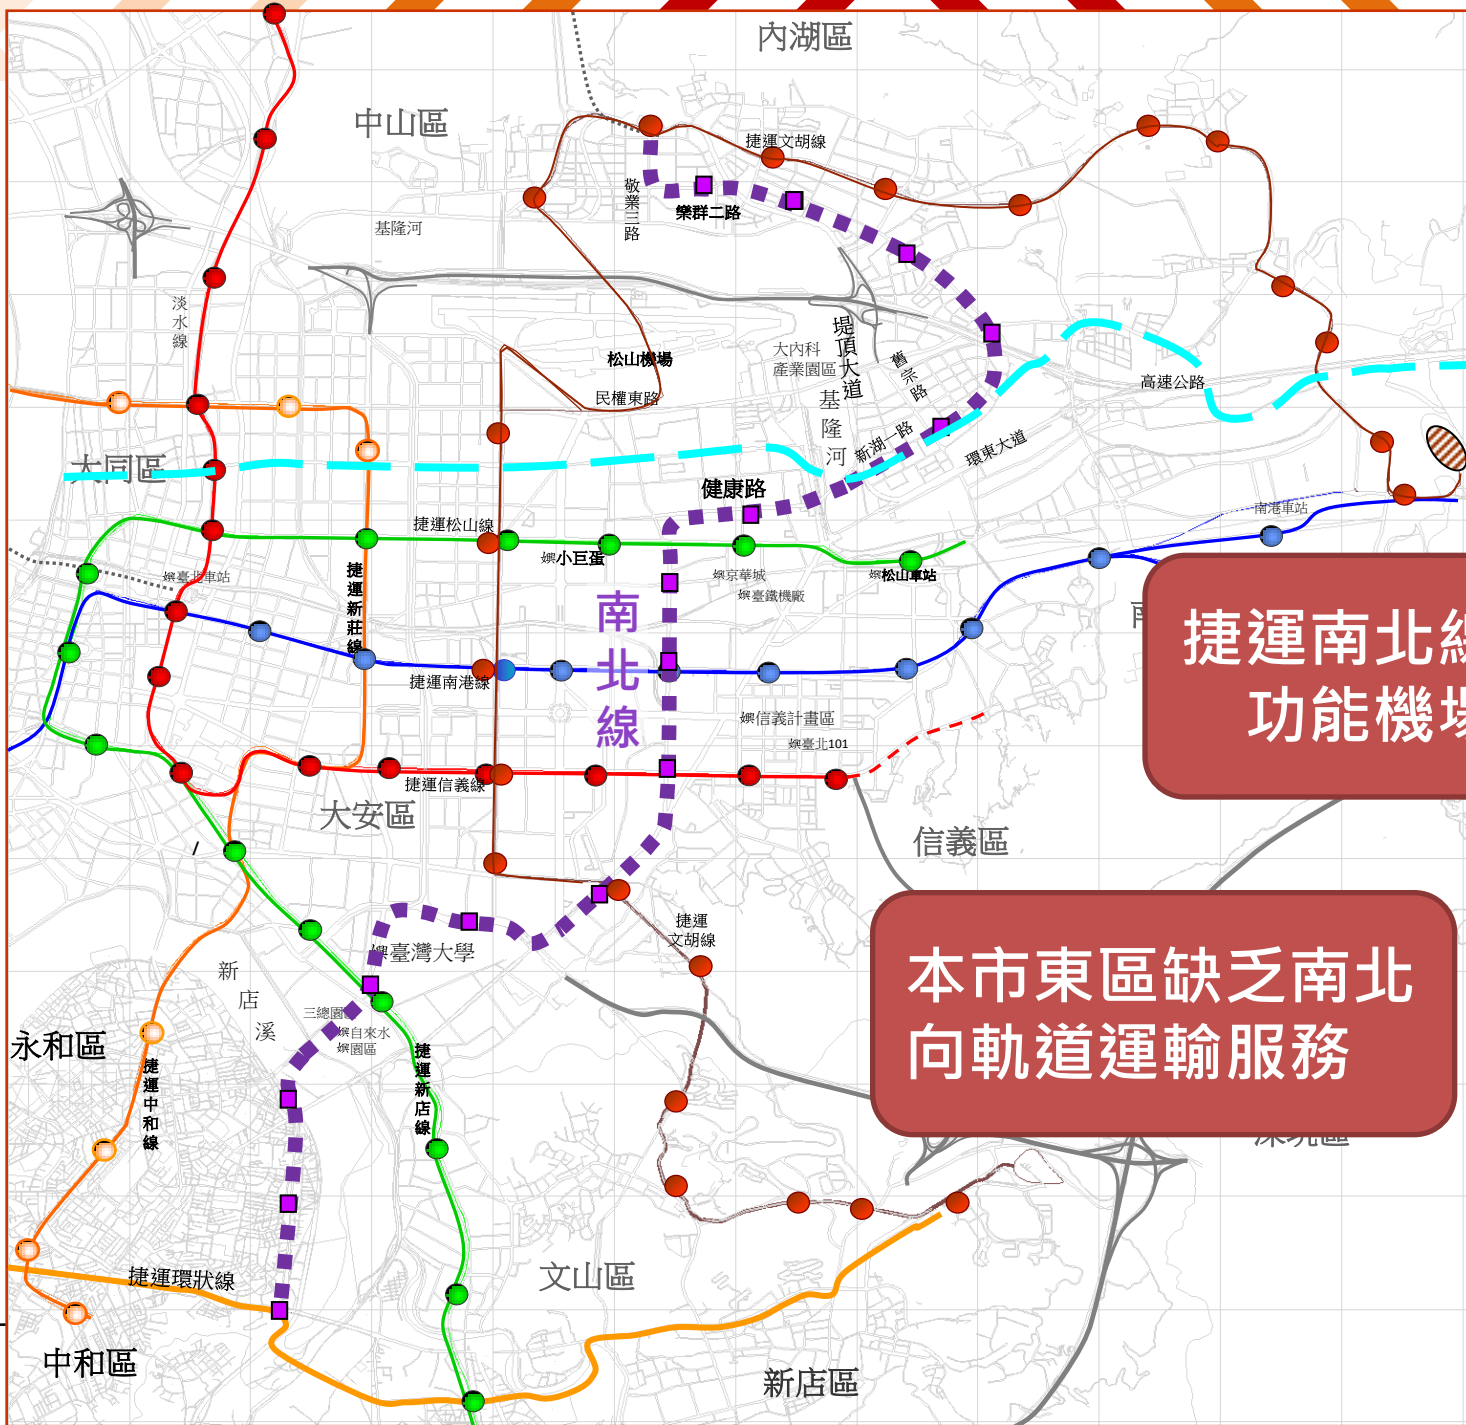 內湖區
中山區
捷運文胡線
敬業三路
樂群二路
基隆河
淡水線
松山機場
大內科
產業園區
堤頂大道
舊宗路
高速公路
民權東路
基隆河
新湖一路
環東大道
大同區
健康路
南港車站
捷運松山線
小巨蛋
京華城
松山車站
臺北車站
臺鐵機廠
捷運新莊線
南北線
捷運南港線
信義計畫區
臺北101
捷運信義線
大安區
信義區
捷運南北線
功能機場
捷運
文胡線
臺灣大學
本市東區缺乏南北
向軌道運輸服務
新店溪
三總園
自來水
園區
永和區
捷運中和線
捷運新店線
深坑區
捷運環狀線
文山區
中和區
新店區